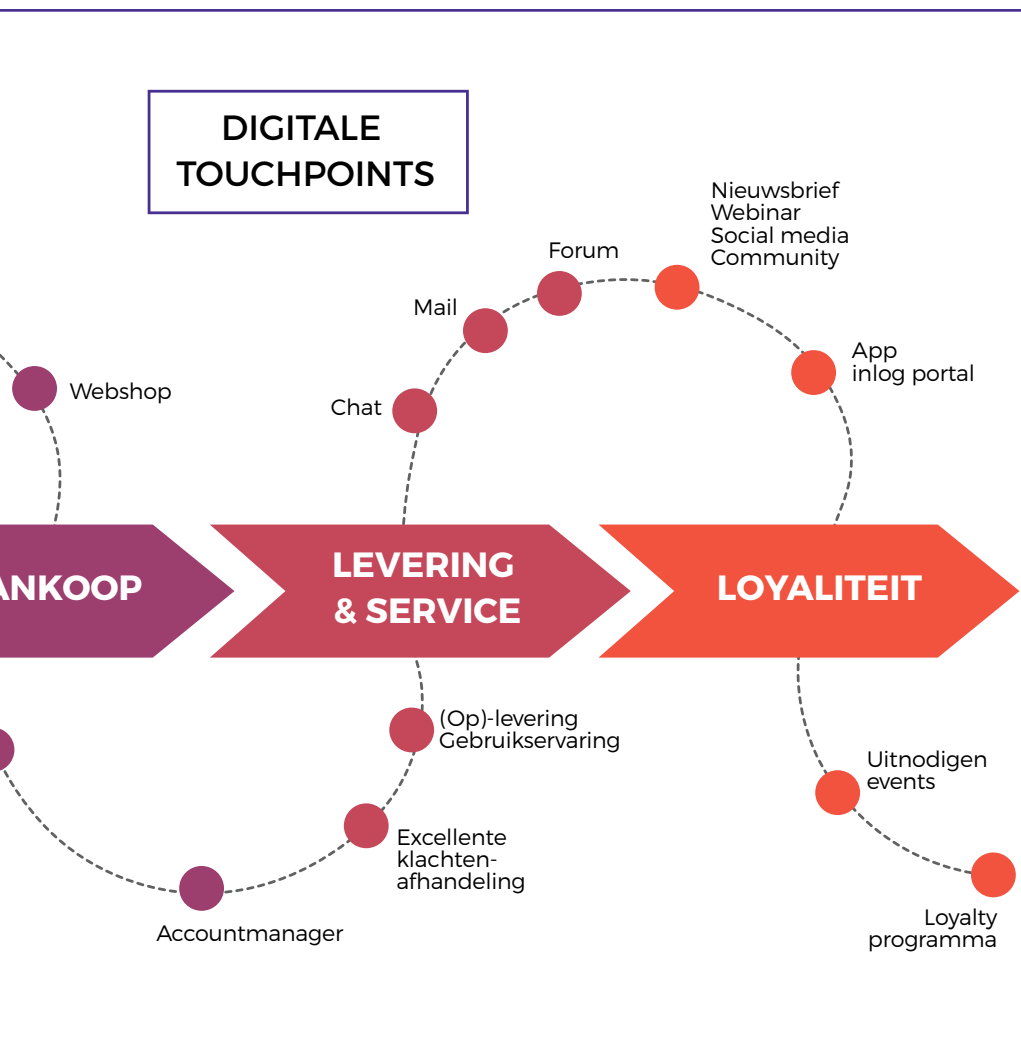 DIGITALE
TOUCHPOINTS
Nieuwsbrief
Webinar
Social media
Community
Forum
Mail
App
inlog portal
Webshop
Chat
ANKOOP
LEVERING
& SERVICE
LOYALITEIT
(Op)-levering
Gebruikservaring
Uitnodigen
events
Excellente
klachten-
afhandeling
Accountmanager
Loyalty
programma